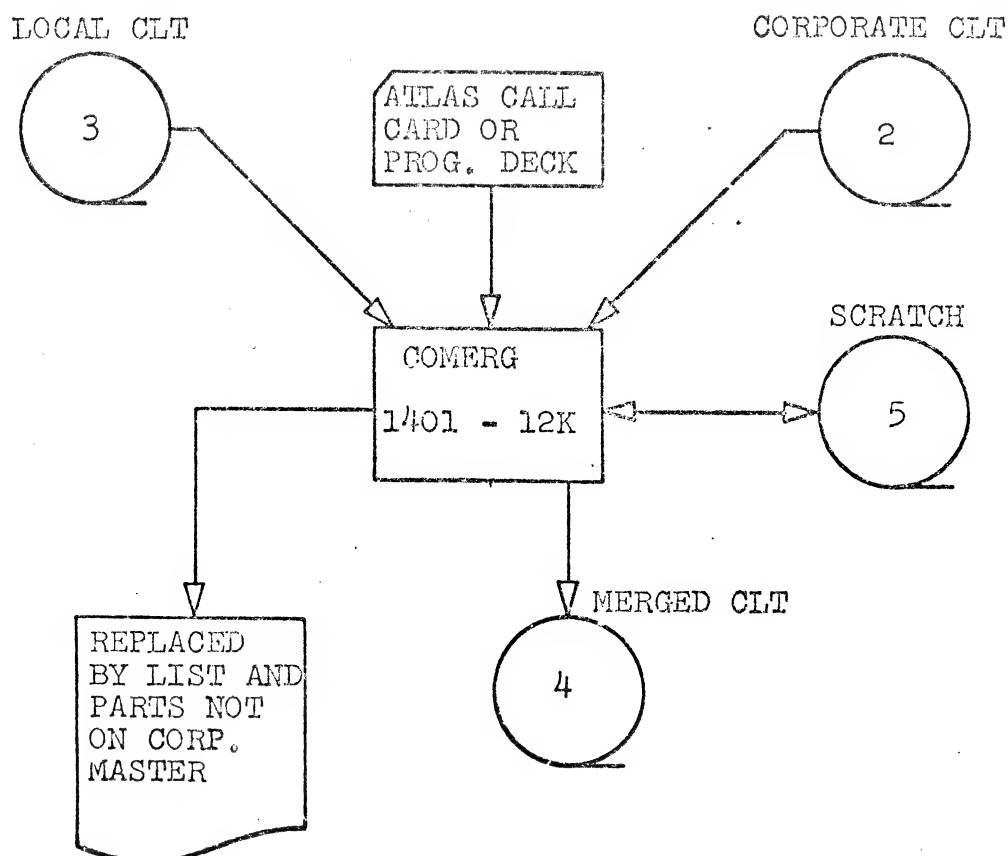 LOCAL CLT
CORPORATE CLT
3
ATLAS CALL
CARD OR
PROG. DECK
2
SCRATCH
COMERG
1401 - 12K
5
MERGED CLT
4
REPLACED
BY LIST AND
PARTS NOT
ON CORP.
MASTER